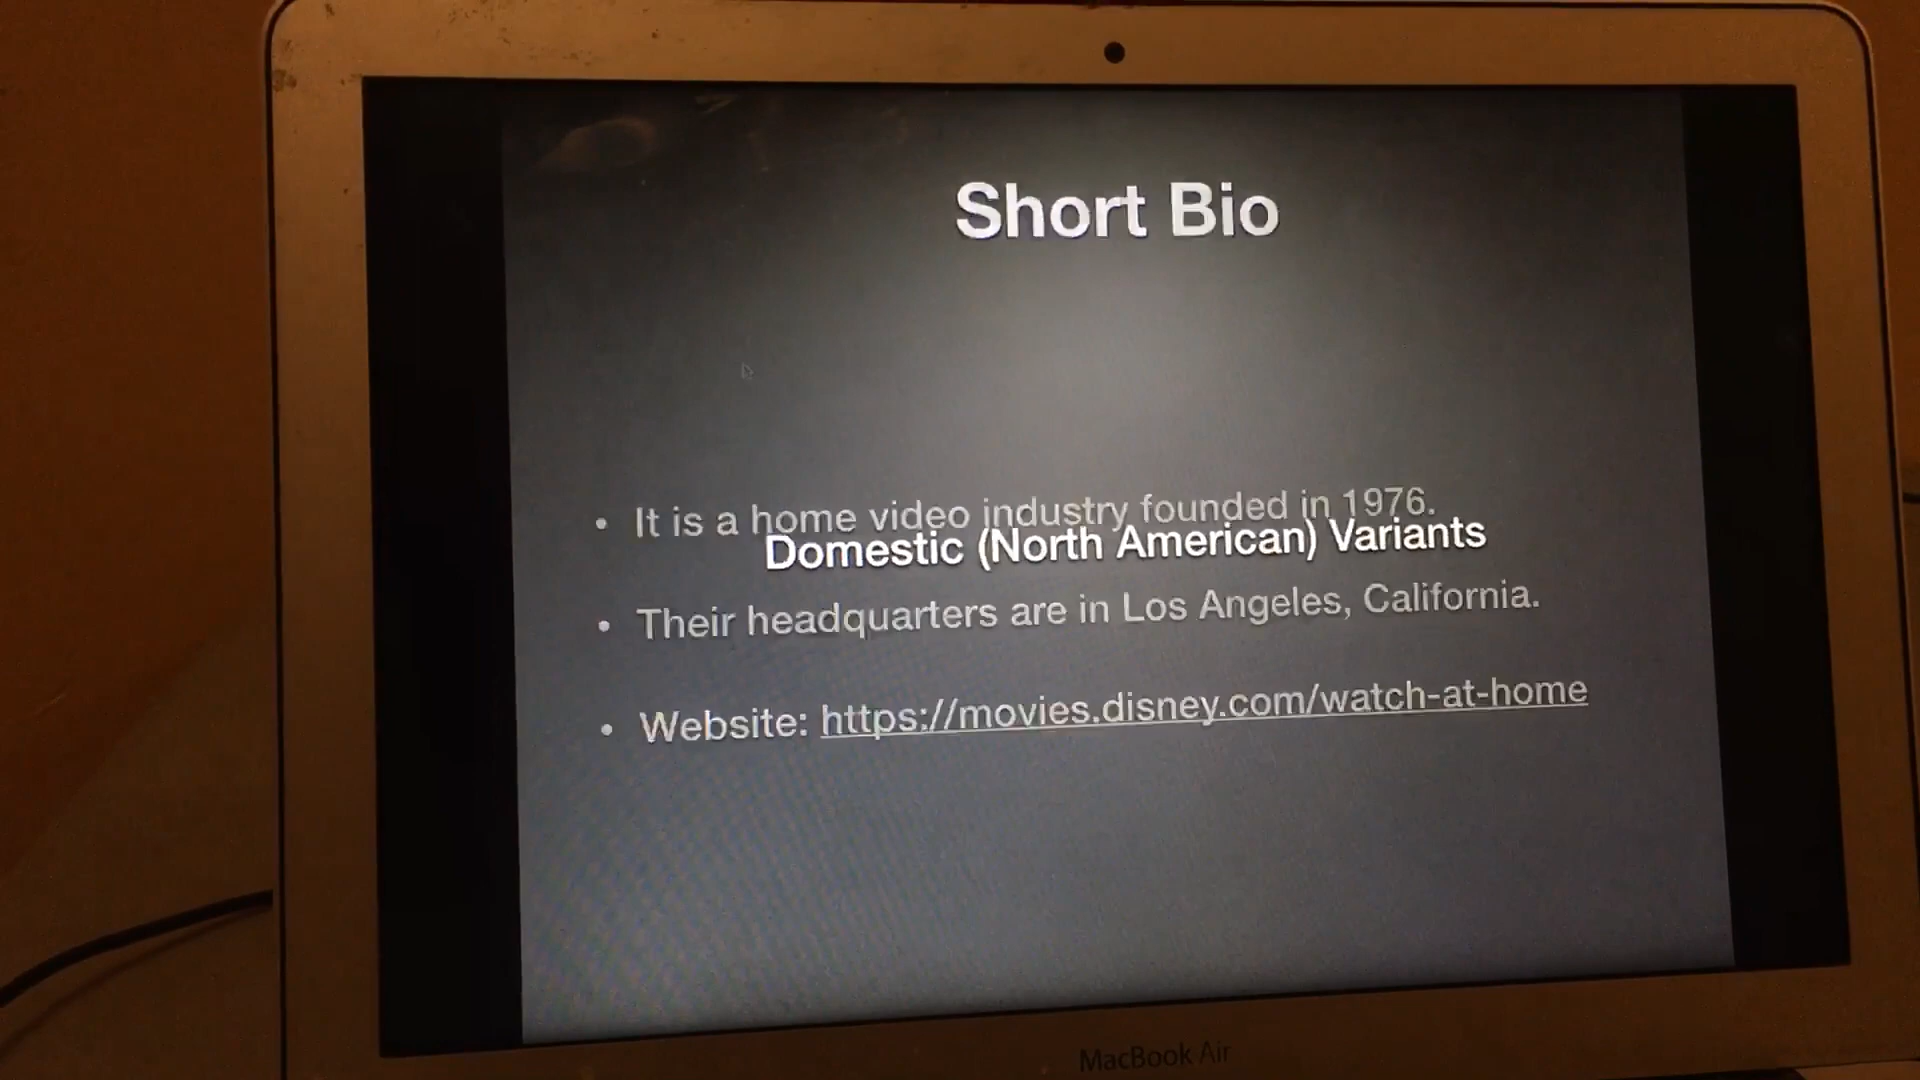 Short Bio
• It is a home video industry founded in 1976.
Domestic (North American) Variants
• Their headquarters are in Los Angeles, California.
• Website: https://movies.disney.com/watch-at-home
MacBook Air